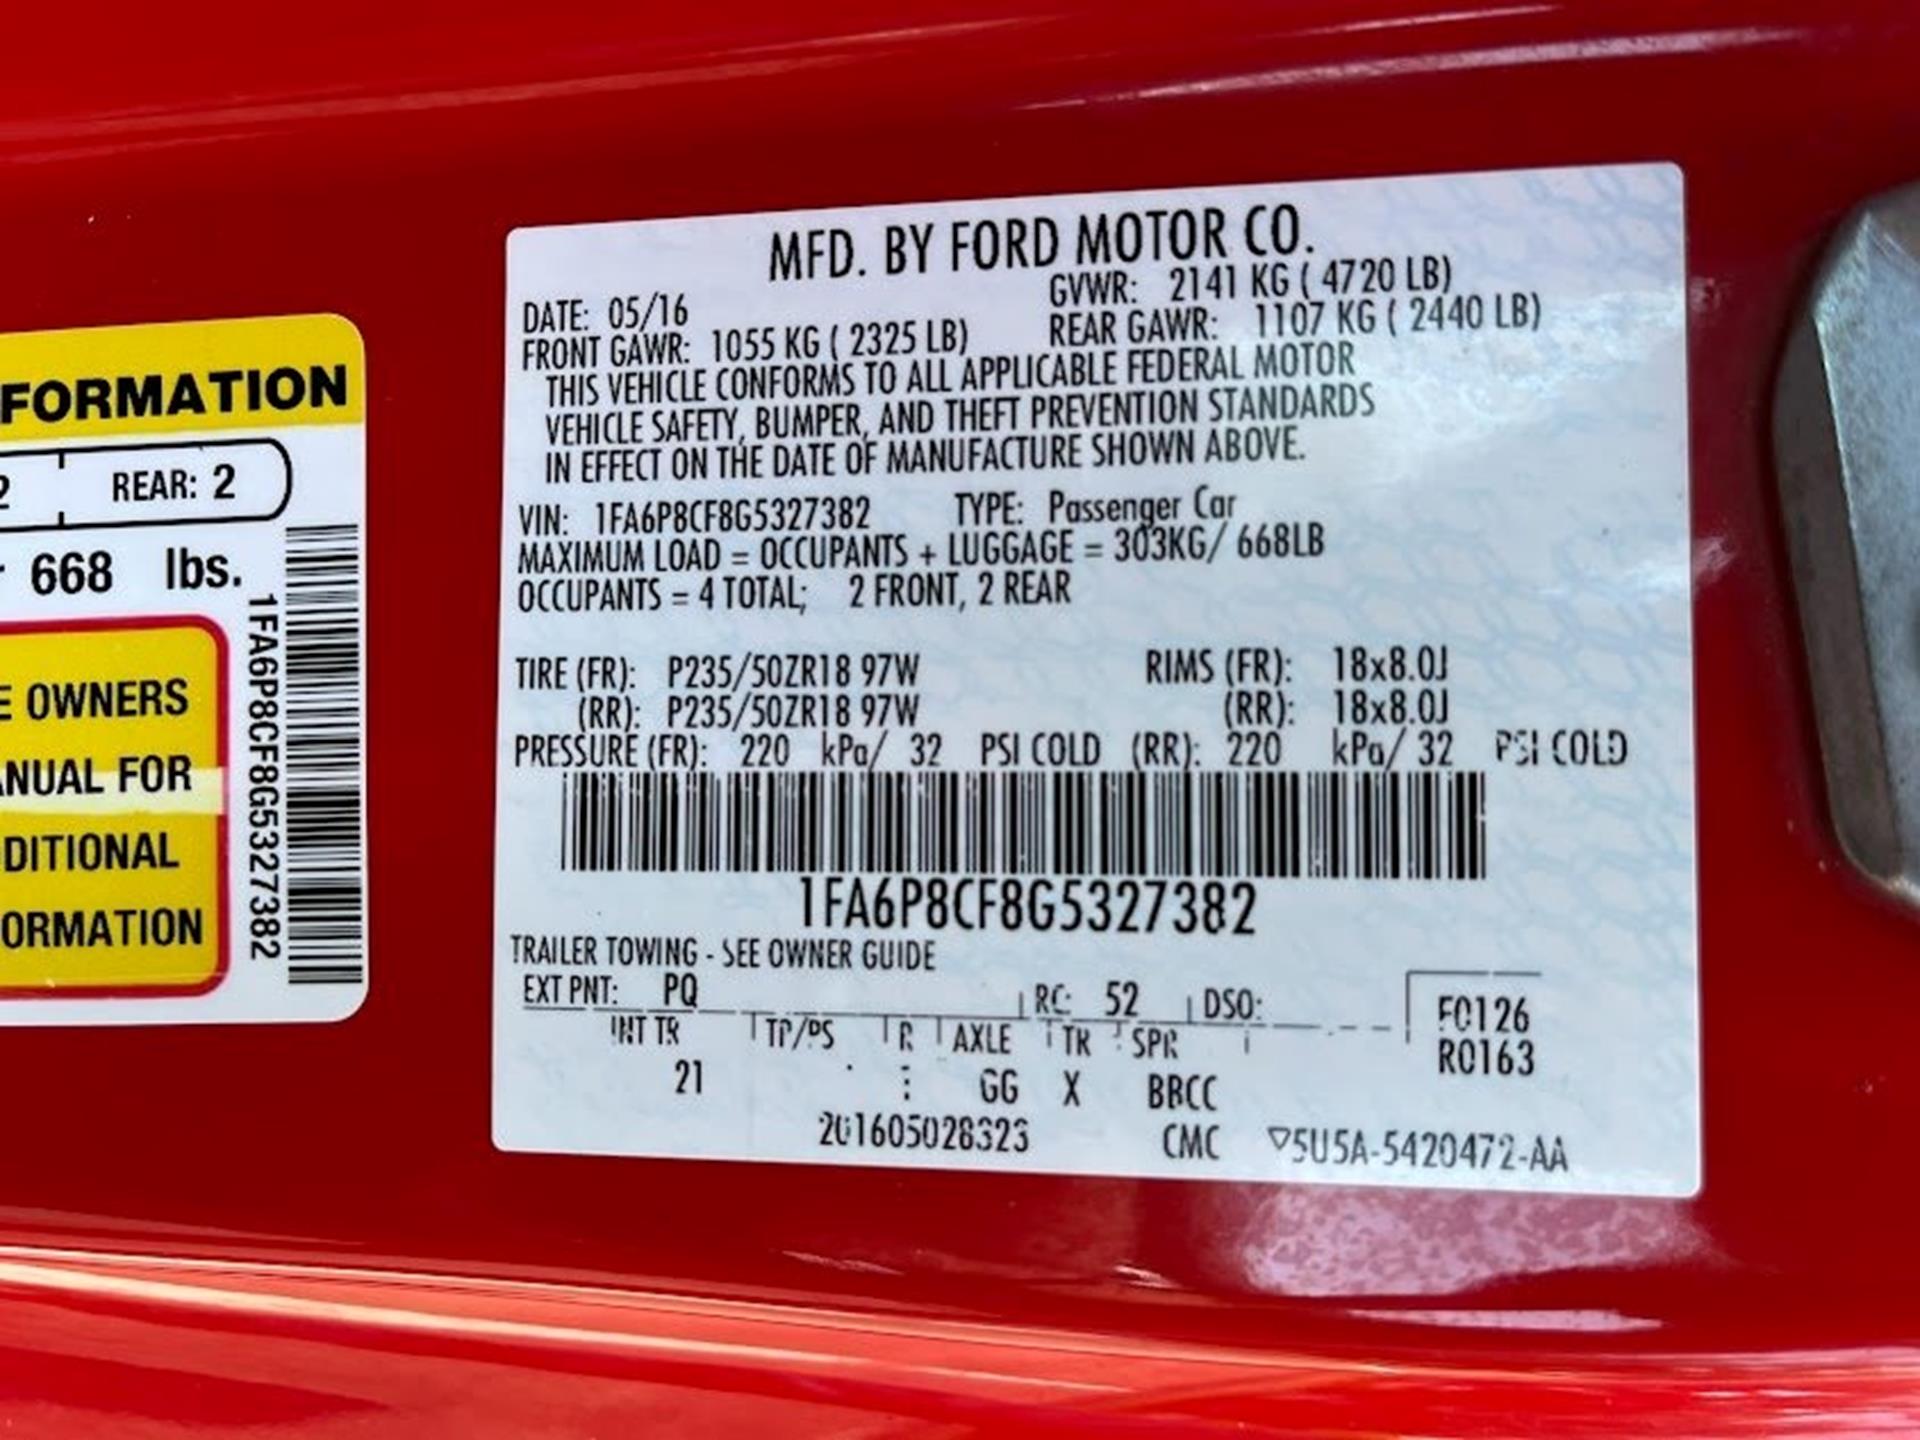 FORMATION
2 REAR: 2
668 lbs.
1FA6P8CF8G5327382
E OWNERS
ANUAL FOR
DITIONAL
ORMATION
MFD. BY FORD MOTOR CO.
DATE: 05/16 GVWR: 2141 KG ( 4720 LB)
FRONT GAWR: 1055 KG ( 2325 LB) REAR GAWR: 1107 KG ( 2440 LB)
THIS VEHICLE CONFORMS TO ALL APPLICABLE FEDERAL MOTOR
VEHICLE SAFETY, BUMPER, AND THEFT PREVENTION STANDARDS
IN EFFECT ON THE DATE OF MANUFACTURE SHOWN ABOVE.
VIN: 1FA6P8CF8G5327382 TYPE: Passenger Car
MAXIMUM LOAD = OCCUPANTS + LUGGAGE = 303KG/ 668LB
OCCUPANTS = 4 TOTAL; 2 FRONT, 2 REAR
TIRE (FR): P235/50ZR18 97W RIMS (FR): 18x8.0J
(RR): P235/50ZR18 97W (RR): 18x8.0J
PRESSURE (FR): 220 kPa/ 32 PSI COLD (RR): 220 kPa/ 32 PSI COLD
1FA6P8CF8G5327382
TRAILER TOWING - SEE OWNER GUIDE
EXT PNT: PQ RC: 52 DSO: F0126
INT TR TP/PS R AXLE TR SPR R0163
21 GG X BRCC
201605028323 CMC ▽5U5A-5420472-AA